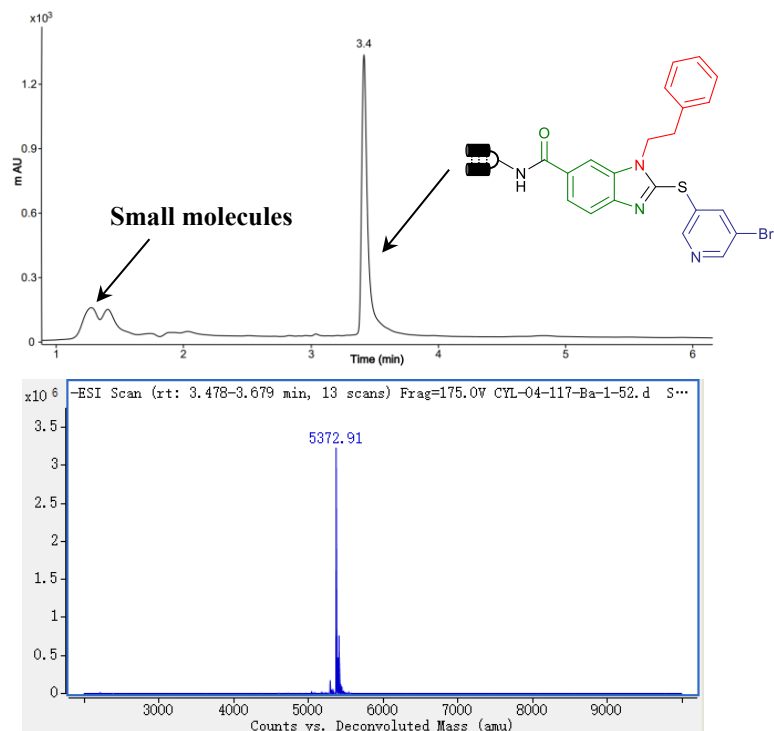 x10³
3.4
1.2
0.9
m AU
0.6
0.3
0
Small molecules
1
2
3
4
5
6
Time (min)
O
N
H
N
N
S
N
Br
x10 6
-ESI Scan (rt: 3.478-3.679 min, 13 scans) Frag=175.0V CYL-04-117-Ba-1-52.d S…
5372.91
3.5
3
2.5
2
1.5
1
0.5
0
3000 4000 5000 6000 7000 8000 9000
Counts vs. Deconvoluted Mass (amu)